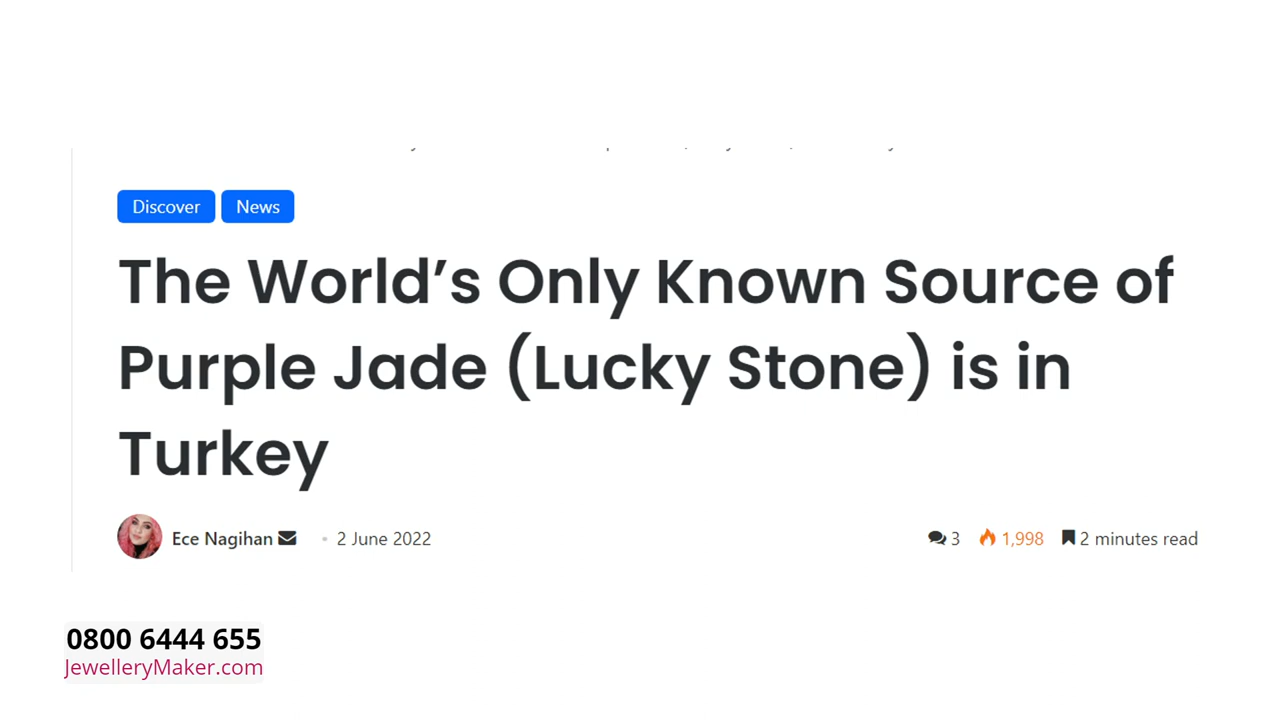 Discover News
The World's Only Known Source of
Purple Jade (Lucky Stone) is in
Turkey
Ece Nagihan 2 June 2022 3 1,998 2 minutes read
0800 6444 655
JewelleryMaker.com